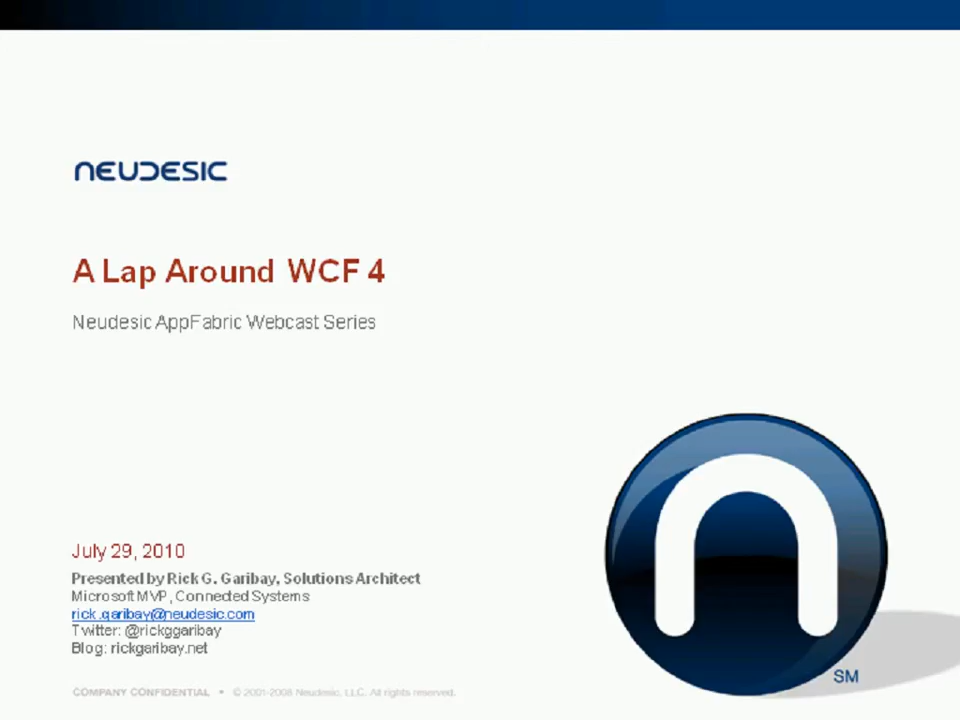 NEUDESIC
A Lap Around WCF 4
Neudesic AppFabric Webcast Series
July 29, 2010
Presented by Rick G. Garibay, Solutions Architect
Microsoft MVP, Connected Systems
rick.garibay@neudesic.com
Twitter: @rickggaribay
Blog: rickgaribay.net
COMPANY CONFIDENTIAL • © 2001-2008 Neudesic, LLC. All rights reserved.
n
SM